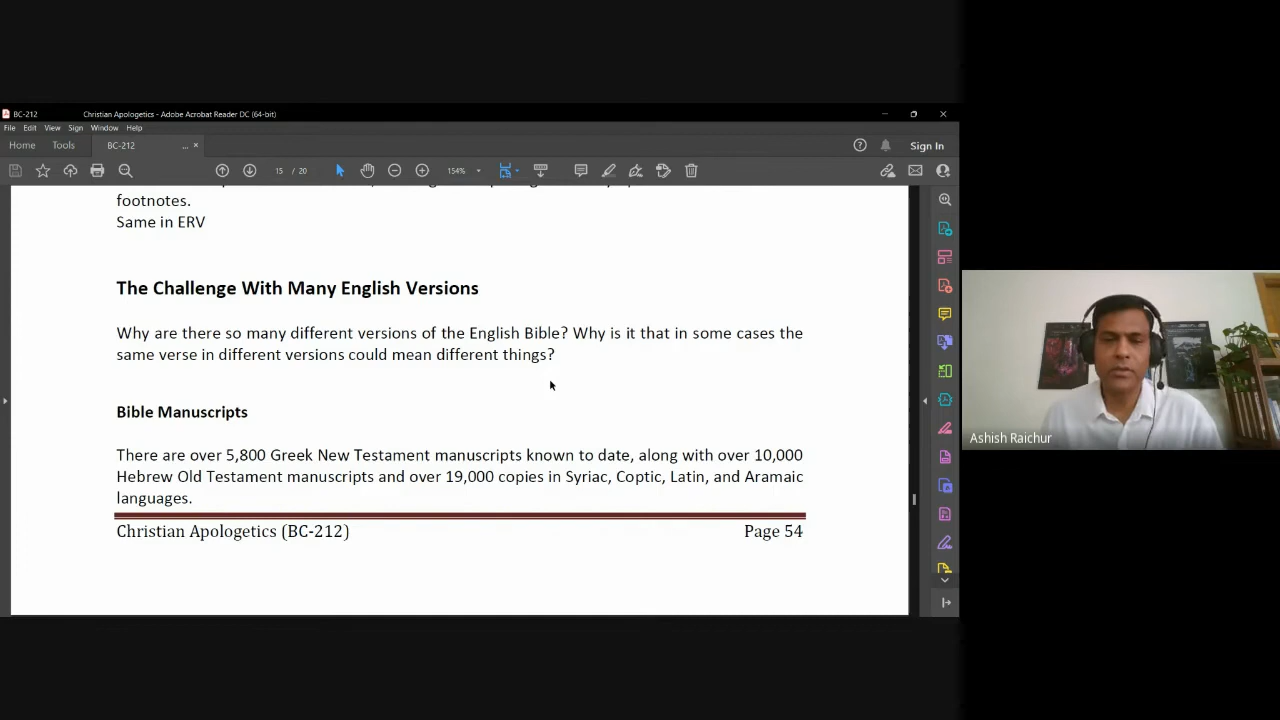 BC-212 Christian Apologetics - Adobe Acrobat Reader DC (64-bit)
File Edit View Sign Window Help
Home Tools BC-212 ... × Sign In
15 / 20 154%
footnotes.
Same in ERV
The Challenge With Many English Versions
Why are there so many different versions of the English Bible? Why is it that in some cases the
same verse in different versions could mean different things?
Bible Manuscripts
There are over 5,800 Greek New Testament manuscripts known to date, along with over 10,000
Hebrew Old Testament manuscripts and over 19,000 copies in Syriac, Coptic, Latin, and Aramaic
languages.
Christian Apologetics (BC-212) Page 54
Ashish Raichur